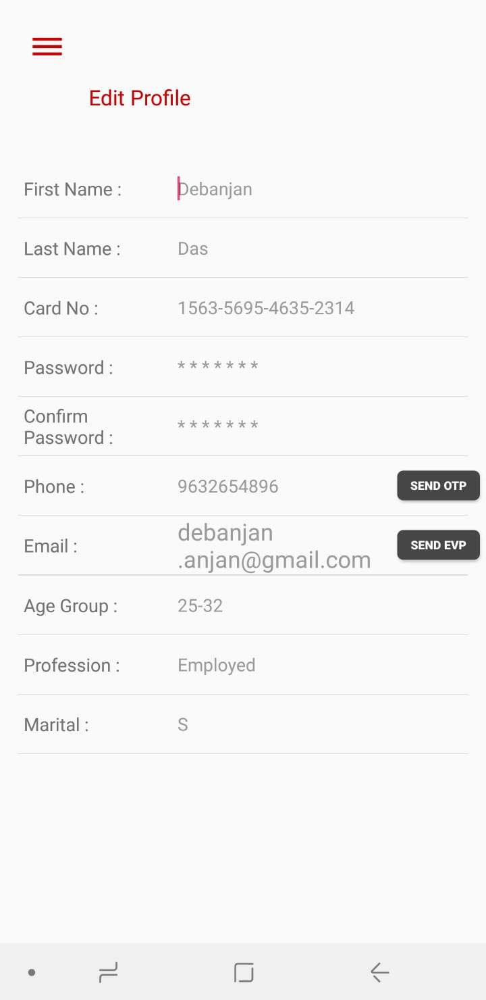 Edit Profile
First Name : Debanjan
Last Name : Das
Card No : 1563-5695-4635-2314
Password : * * * * * * *
Confirm
Password : * * * * * * *
Phone : 9632654896 SEND OTP
Email : debanjan
.anjan@gmail.com SEND EVP
Age Group : 25-32
Profession : Employed
Marital : S